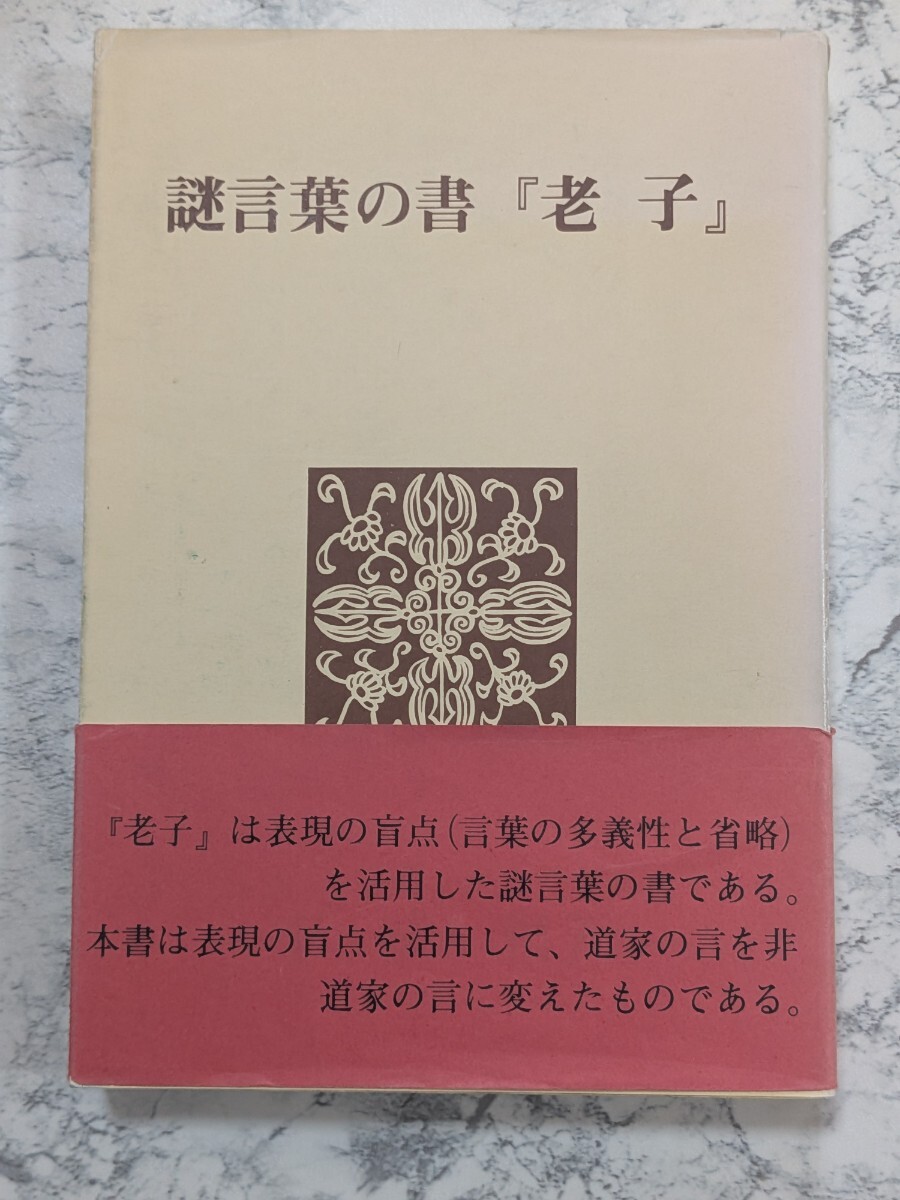 謎言葉の書『老 子』
『老子』は表現の盲点(言葉の多義性と省略)
を活用した謎言葉の書である。
本書は表現の盲点を活用して、道家の言を非
道家の言に変えたものである。